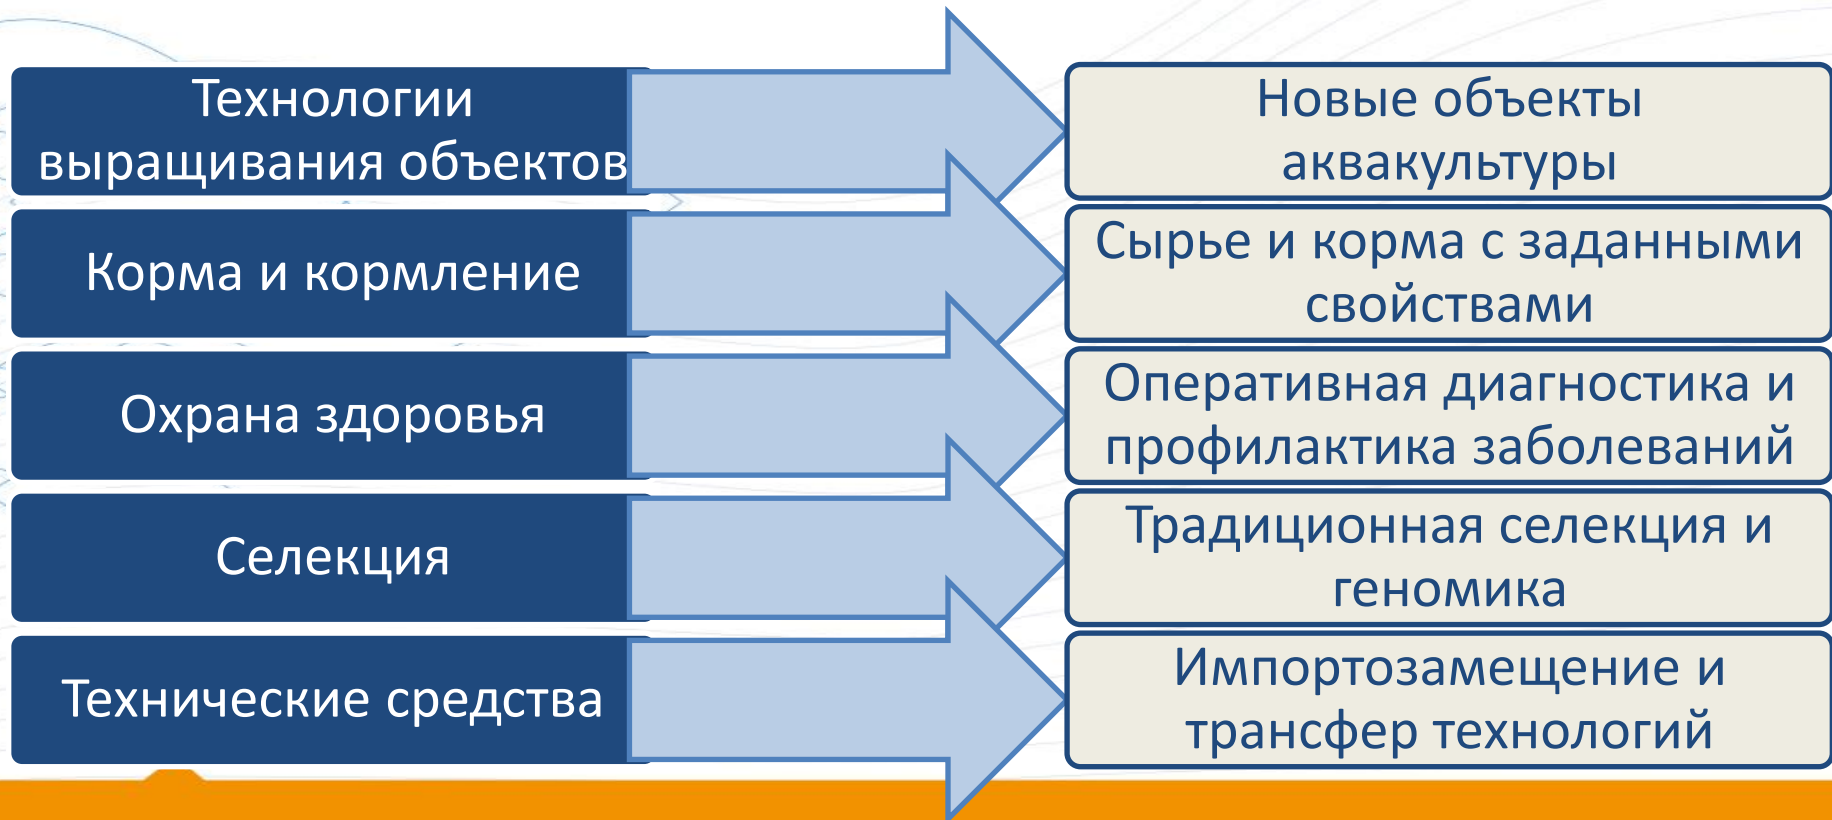 Технологии
выращивания объектов
Новые объекты
аквакультуры
Корма и кормление
Сырье и корма с заданными
свойствами
Охрана здоровья
Оперативная диагностика и
профилактика заболеваний
Селекция
Традиционная селекция и
геномика
Технические средства
Импортозамещение и
трансфер технологий